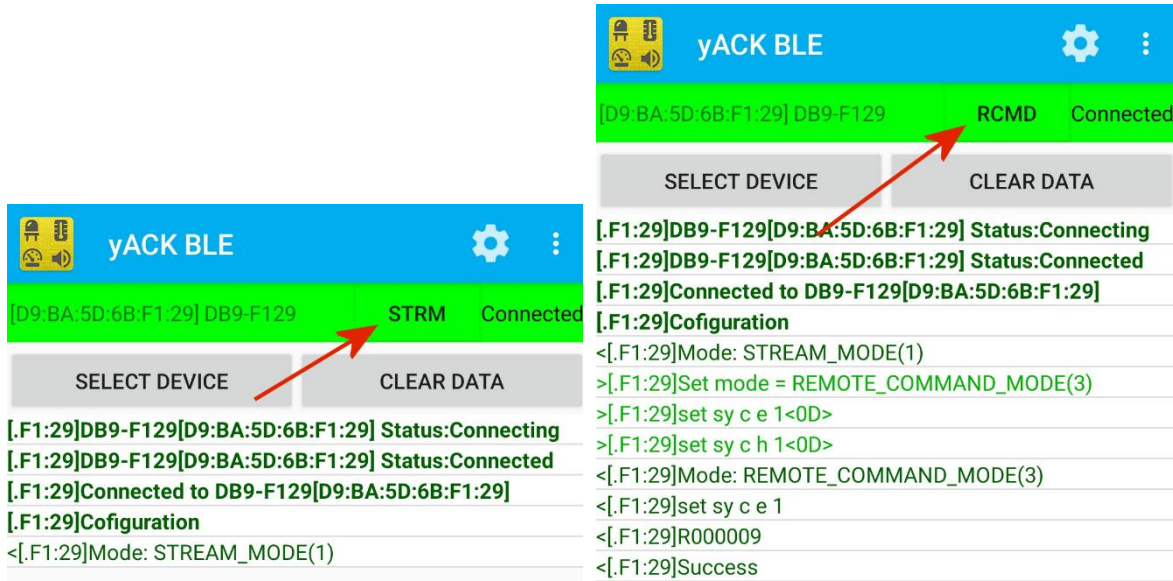 yACK BLE
[D9:BA:5D:6B:F1:29] DB9-F129 STRM Connected
SELECT DEVICE CLEAR DATA
[.F1:29]DB9-F129[D9:BA:5D:6B:F1:29] Status:Connecting
[.F1:29]DB9-F129[D9:BA:5D:6B:F1:29] Status:Connected
[.F1:29]Connected to DB9-F129[D9:BA:5D:6B:F1:29]
[.F1:29]Cofiguration
<[.F1:29]Mode: STREAM_MODE(1)
yACK BLE
[D9:BA:5D:6B:F1:29] DB9-F129 RCMD Connected
SELECT DEVICE CLEAR DATA
[.F1:29]DB9-F129[D9:BA:5D:6B:F1:29] Status:Connecting
[.F1:29]DB9-F129[D9:BA:5D:6B:F1:29] Status:Connected
[.F1:29]Connected to DB9-F129[D9:BA:5D:6B:F1:29]
[.F1:29]Cofiguration
<[.F1:29]Mode: STREAM_MODE(1)
>[.F1:29]Set mode = REMOTE_COMMAND_MODE(3)
>[.F1:29]set sy c e 1<0D>
>[.F1:29]set sy c h 1<0D>
<[.F1:29]Mode: REMOTE_COMMAND_MODE(3)
<[.F1:29]set sy c e 1
<[.F1:29]R000009
<[.F1:29]Success